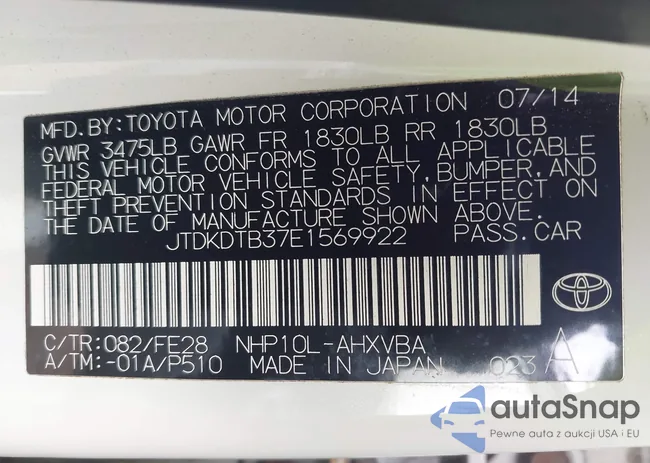 MFD.BY:TOYOTA MOTOR CORPORATION 07/14
GVWR 3475LB GAWR FR 1830LB RR 1830LB
THIS VEHICLE CONFORMS TO ALL APPLICABLE
FEDERAL MOTOR VEHICLE SAFETY,BUMPER,AND
THEFT PREVENTION STANDARDS IN EFFECT ON
THE DATE OF MANUFACTURE SHOWN ABOVE.
JTDKDTB37E1569922 PASS.CAR
C/TR:082/FE28 NHP10L-AHXVBA
A/TM:-01A/P510 MADE IN JAPAN 023 A
autaSnap
Pewne auta z aukcji USA i EU